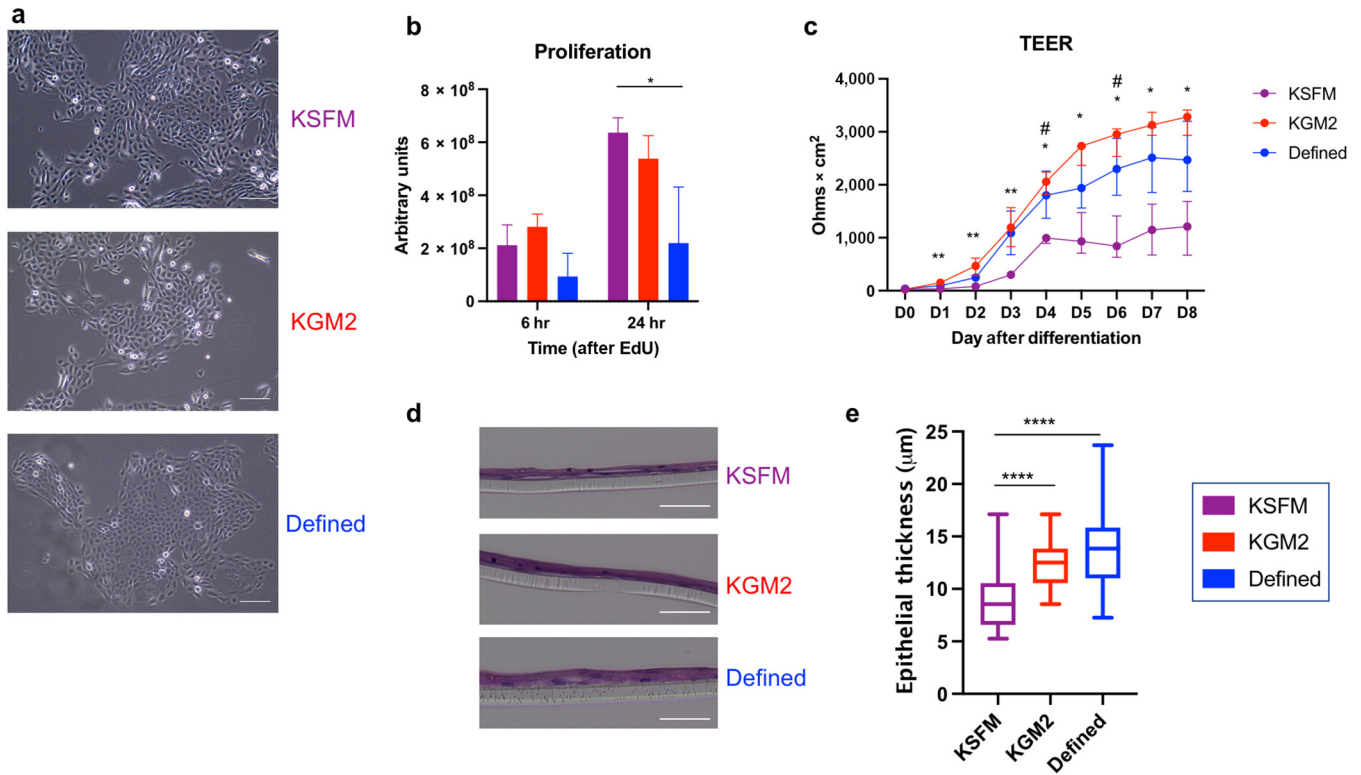 a
KSFM
KGM2
Defined
b
Proliferation
8 × 10⁸
6 × 10⁸
4 × 10⁸
2 × 10⁸
0
Arbitrary units
*
6 hr
24 hr
Time (after EdU)
c
TEER
4,000
3,000
2,000
1,000
0
Ohms × cm²
**
**
**
#
*
*
#
*
*
*
D0 D1 D2 D3 D4 D5 D6 D7 D8
Day after differentiation
KSFM
KGM2
Defined
d
KSFM
KGM2
Defined
e
25
20
15
10
5
0
Epithelial thickness (μm)
****
****
KSFM
KGM2
Defined
KSFM
KGM2
Defined